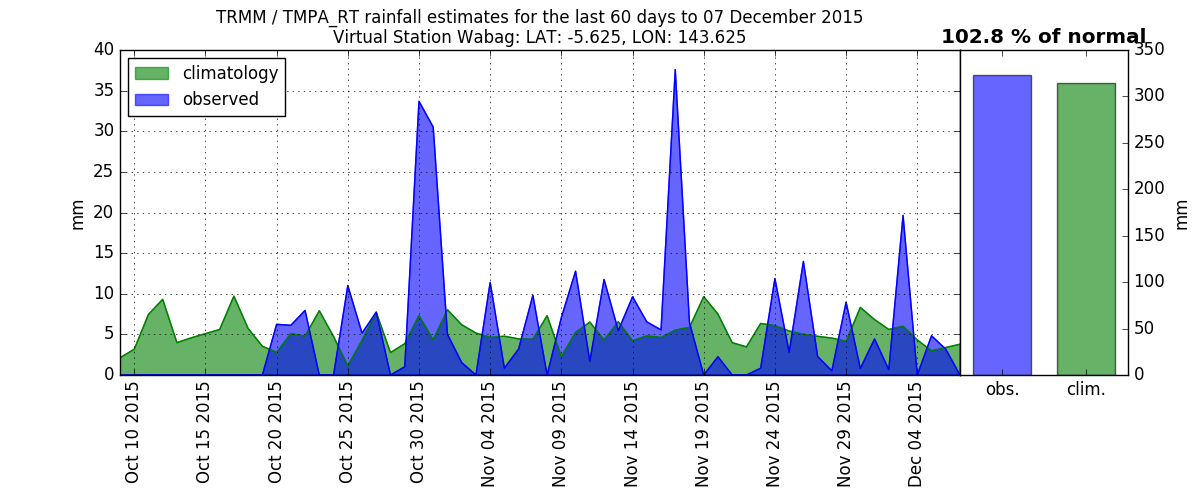 TRMM / TMPA_RT rainfall estimates for the last 60 days to 07 December 2015
Virtual Station Wabag: LAT: -5.625, LON: 143.625
102.8 % of normal
climatology
observed
mm
40
35
30
25
20
15
10
5
0
Oct 10 2015
Oct 15 2015
Oct 20 2015
Oct 25 2015
Oct 30 2015
Nov 04 2015
Nov 09 2015
Nov 14 2015
Nov 19 2015
Nov 24 2015
Nov 29 2015
Dec 04 2015
obs.
clim.
350
300
250
200
150
100
50
0
mm